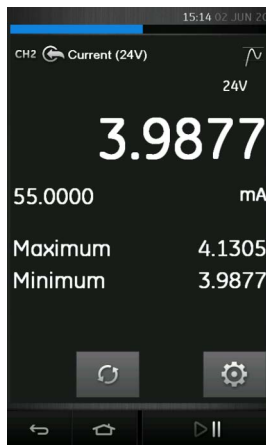 15:14 02 JUN 20
CH2 Current (24V)
24V
3.9877
55.0000 mA
Maximum 4.1305
Minimum 3.9877